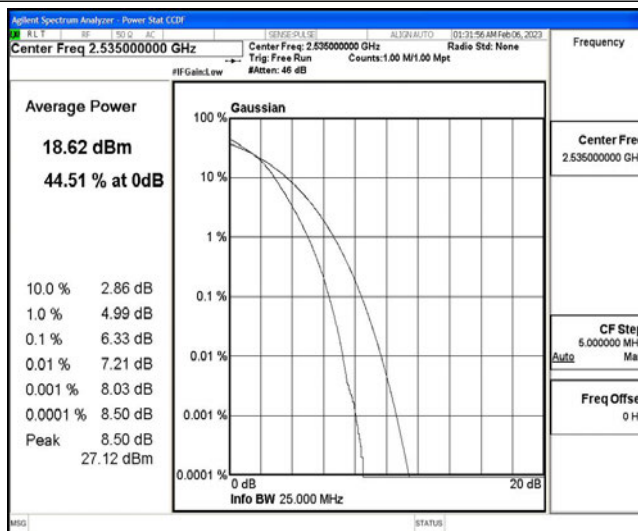 Agilent Spectrum Analyzer - Power Stat CCDF
RLT RF 50 Ω AC SENSE:PULSE ALIGN AUTO 01:31:56 AM Feb 06, 2023
Center Freq 2.535000000 GHz
Center Freq: 2.535000000 GHz Radio Std: None
Trig: Free Run Counts:1.00 M/1.00 Mpt
#IFGain:Low #Atten: 46 dB
Frequency
Average Power
18.62 dBm
44.51 % at 0dB
10.0 % 2.86 dB
1.0 % 4.99 dB
0.1 % 6.33 dB
0.01 % 7.21 dB
0.001 % 8.03 dB
0.0001 % 8.50 dB
Peak 8.50 dB
27.12 dBm
Gaussian
100 %
10 %
1 %
0.1 %
0.01 %
0.001 %
0.0001 %
0 dB 20 dB
Info BW 25.000 MHz
Center Fre
2.535000000 GH
CF Step
5.000000 MH
Auto Ma
Freq Offse
0 H
MSG STATUS